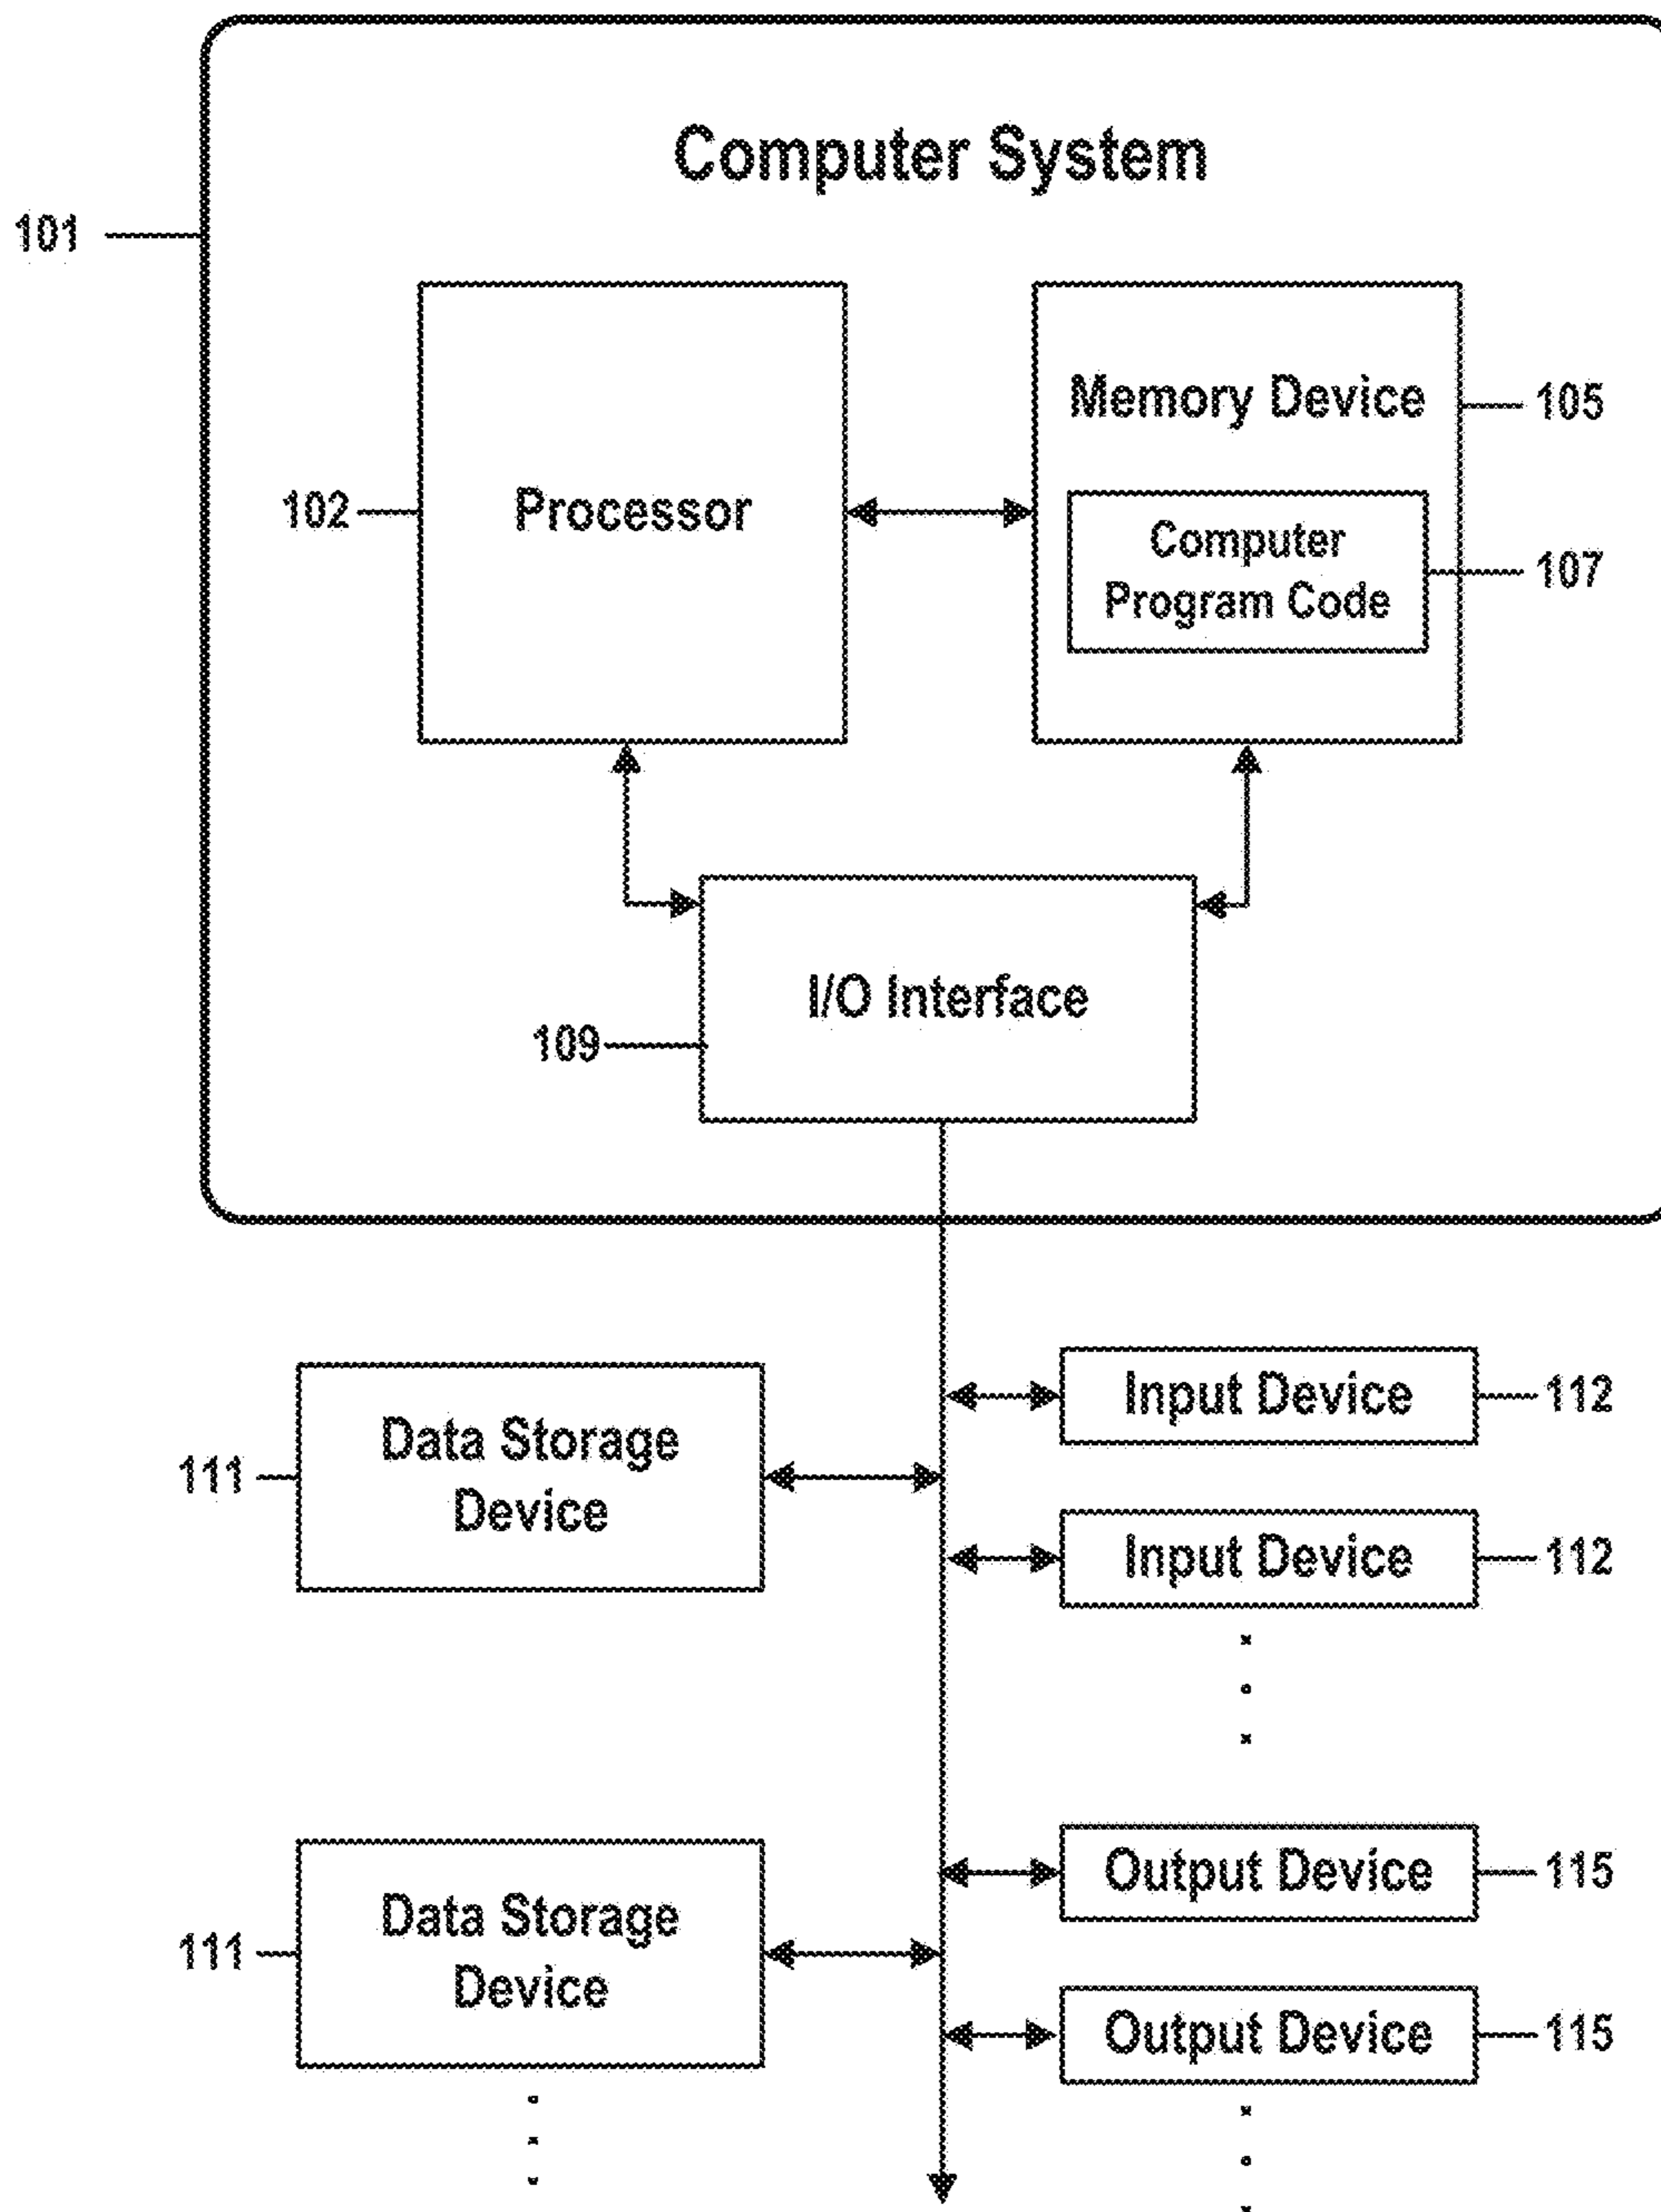 Computer System
101
Memory Device
105
102
Processor
Computer
Program Code
107
I/O Interface
109
Input Device
112
Data Storage
Device
111
Input Device
112
Output Device
115
Data Storage
Device
111
Output Device
115